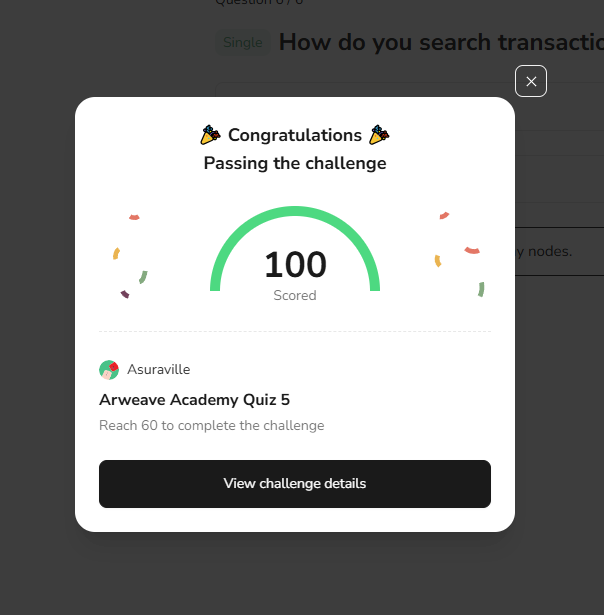 Question 6 / 6
Single How do you search transactio
Congratulations
Passing the challenge
100
Scored
y nodes.
Asuraville
Arweave Academy Quiz 5
Reach 60 to complete the challenge
View challenge details